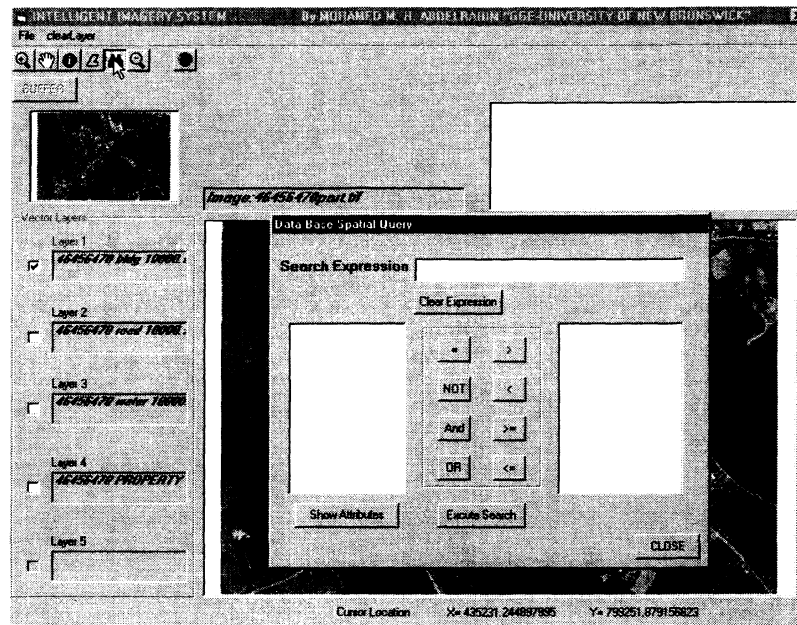 INTELLIGENT IMAGERY SYSTEM By MOHAMED M. H. ABDELRAHIM "GGE-UNIVERSITY OF NEW BRUNSWICK"
File clearLayer
BUFFER
Image: 46456470part.tif
Vector Layers
Layer 1
46456470 bldg 10000.
Layer 2
46456470 road 10000.
Layer 3
46456470 water 10000
Layer 4
46456470 PROPERTY
Layer 5
Data Base Spatial Query
Search Expression
Clear Expression
= >
NOT <
And >=
OR <=
Show Attributes Excute Search
CLOSE
Cursor Location X= 435231.244897995 Y= 799251.879156823